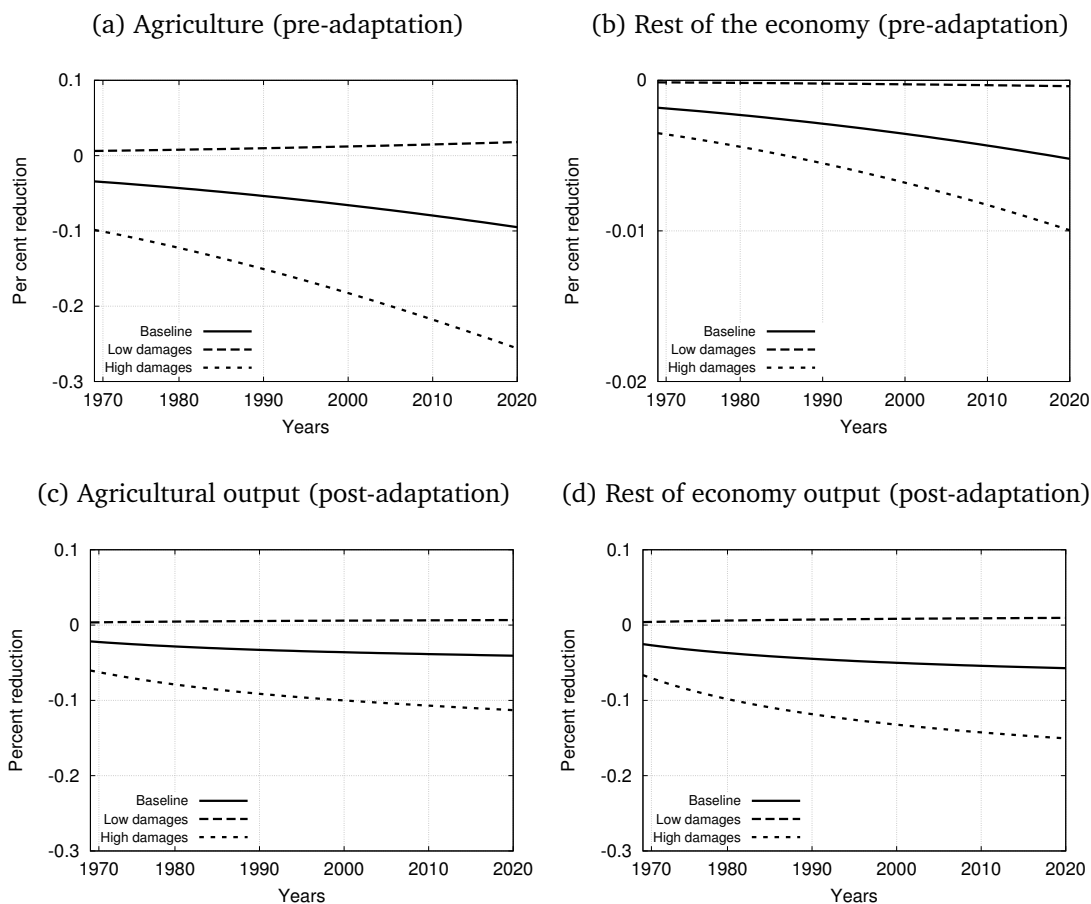 (a) Agriculture (pre-adaptation)
0.1
0
-0.1
-0.2
-0.3
Per cent reduction
Baseline
Low damages
High damages
1970 1980 1990 2000 2010 2020
Years
(b) Rest of the economy (pre-adaptation)
0
-0.01
-0.02
Per cent reduction
Baseline
Low damages
High damages
1970 1980 1990 2000 2010 2020
Years
(c) Agricultural output (post-adaptation)
0.1
0
-0.1
-0.2
-0.3
Percent reduction
Baseline
Low damages
High damages
1970 1980 1990 2000 2010 2020
Years
(d) Rest of economy output (post-adaptation)
0.1
0
-0.1
-0.2
-0.3
Percent reduction
Baseline
Low damages
High damages
1970 1980 1990 2000 2010 2020
Years